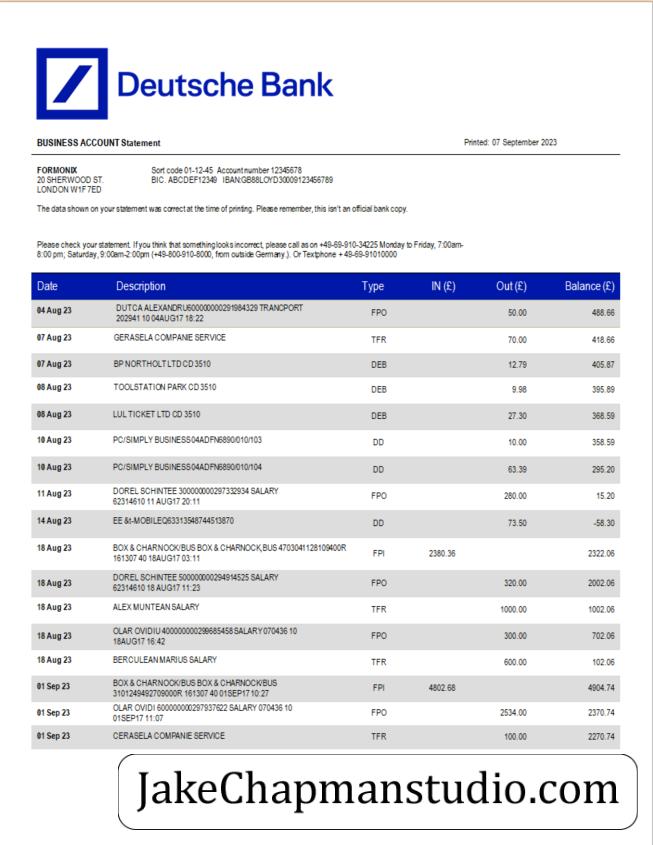 Deutsche Bank
BUSINESS ACCOUNT Statement Printed: 07 September 2023
FORMONIX Sort code 01-12-45 Account number 12345678
20 SHERWOOD ST. BIC. ABCDEF12349 IBAN:GB88LOYD30009123456789
LONDON W1F 7ED
The data shown on your statement was correct at the time of printing. Please remember, this isn't an official bank copy.
Please check your statement. If you think that something looks incorrect, please call as on +49-69-910-34225 Monday to Friday, 7:00am-
8:00 pm; Saturday, 9:00am-2:00pm (+49-800-910-8000, from outside Germany.). Or Textphone + 49-69-91010000
Date Description Type IN (£) Out (£) Balance (£)
04 Aug 23 DUTCA ALEXANDRU600000000291984329 TRANCPORT
202941 10 04AUG17 18:22 FPO 50.00 488.66
07 Aug 23 GERASELA COMPANIE SERVICE TFR 70.00 418.66
07 Aug 23 BP NORTHOLT LTD CD 3510 DEB 12.79 405.87
08 Aug 23 TOOLSTATION PARK CD 3510 DEB 9.98 395.89
08 Aug 23 LUL TICKET LTD CD 3510 DEB 27.30 368.59
10 Aug 23 PC/SIMPLY BUSINESS04ADFN6890/010/103 DD 10.00 358.59
10 Aug 23 PC/SIMPLY BUSINESS04ADFN6890/010/104 DD 63.39 295.20
11 Aug 23 DOREL SCHINTEE 300000000297332934 SALARY
62314610 11 AUG17 20:11 FPO 280.00 15.20
14 Aug 23 EE &t-MOBILEQ63313548744513870 DD 73.50 -58.30
18 Aug 23 BOX & CHARNOCK/BUS BOX & CHARNOCK,BUS 4703041128109400R
161307 40 18AUG17 03:11 FPI 2380.36 2322.06
18 Aug 23 DOREL SCHINTEE 500000000294914525 SALARY
62314610 18 AUG17 11:23 FPO 320.00 2002.06
18 Aug 23 ALEX MUNTEAN SALARY TFR 1000.00 1002.06
18 Aug 23 OLAR OVIDIU 400000000299685458 SALARY 070436 10
18AUG17 16:42 FPO 300.00 702.06
18 Aug 23 BERCULEAN MARIUS SALARY TFR 600.00 102.06
01 Sep 23 BOX & CHARNOCK/BUS BOX & CHARNOCK/BUS
3101249492709000R 161307 40 01SEP17 10:27 FPI 4802.68 4904.74
01 Sep 23 OLAR OVIDI 600000000297937622 SALARY 070436 10
01SEP17 11:07 FPO 2534.00 2370.74
01 Sep 23 CERASELA COMPANIE SERVICE TFR 100.00 2270.74
JakeChapmanstudio.com